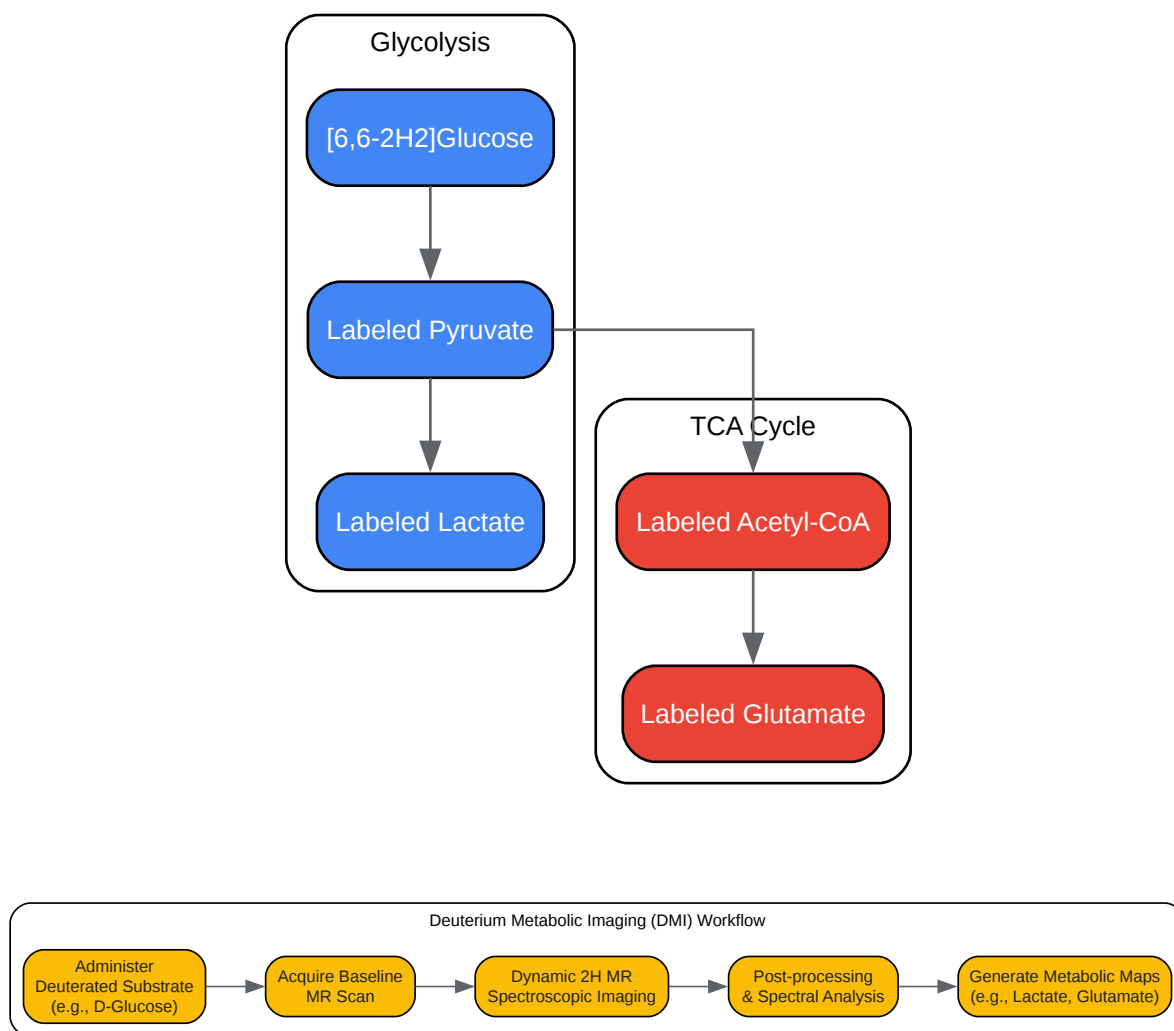 Glycolysis
[6,6-2H2]Glucose
Labeled Pyruvate
Labeled Lactate
TCA Cycle
Labeled Acetyl-CoA
Labeled Glutamate
Deuterium Metabolic Imaging (DMI) Workflow
Administer
Deuterated Substrate
(e.g., D-Glucose)
Acquire Baseline
MR Scan
Dynamic 2H MR
Spectroscopic Imaging
Post-processing
& Spectral Analysis
Generate Metabolic Maps
(e.g., Lactate, Glutamate)